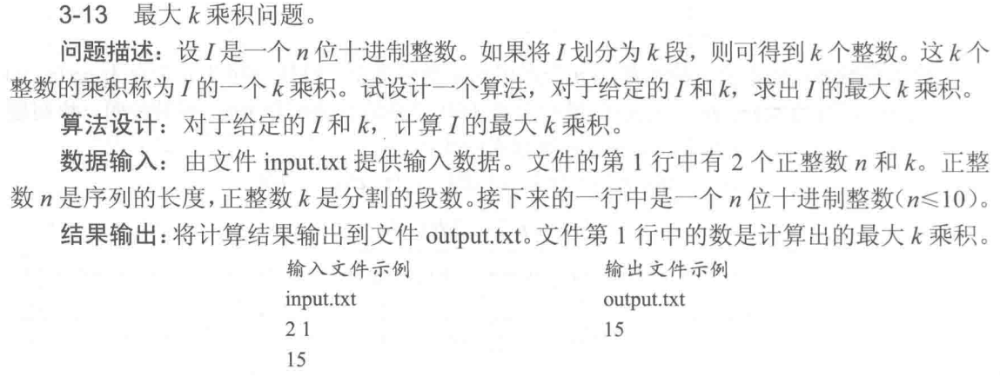 3-13 最大 k 乘积问题。
问题描述：设 I 是一个 n 位十进制整数。如果将 I 划分为 k 段，则可得到 k 个整数。这 k 个
整数的乘积称为 I 的一个 k 乘积。试设计一个算法，对于给定的 I 和 k，求出 I 的最大 k 乘积。
算法设计：对于给定的 I 和 k，计算 I 的最大 k 乘积。
数据输入：由文件 input.txt 提供输入数据。文件的第 1 行中有 2 个正整数 n 和 k。正整
数 n 是序列的长度，正整数 k 是分割的段数。接下来的一行中是一个 n 位十进制整数（n≤10）。
结果输出：将计算结果输出到文件 output.txt。文件第 1 行中的数是计算出的最大 k 乘积。
输入文件示例 输出文件示例
input.txt output.txt
2 1 15
15